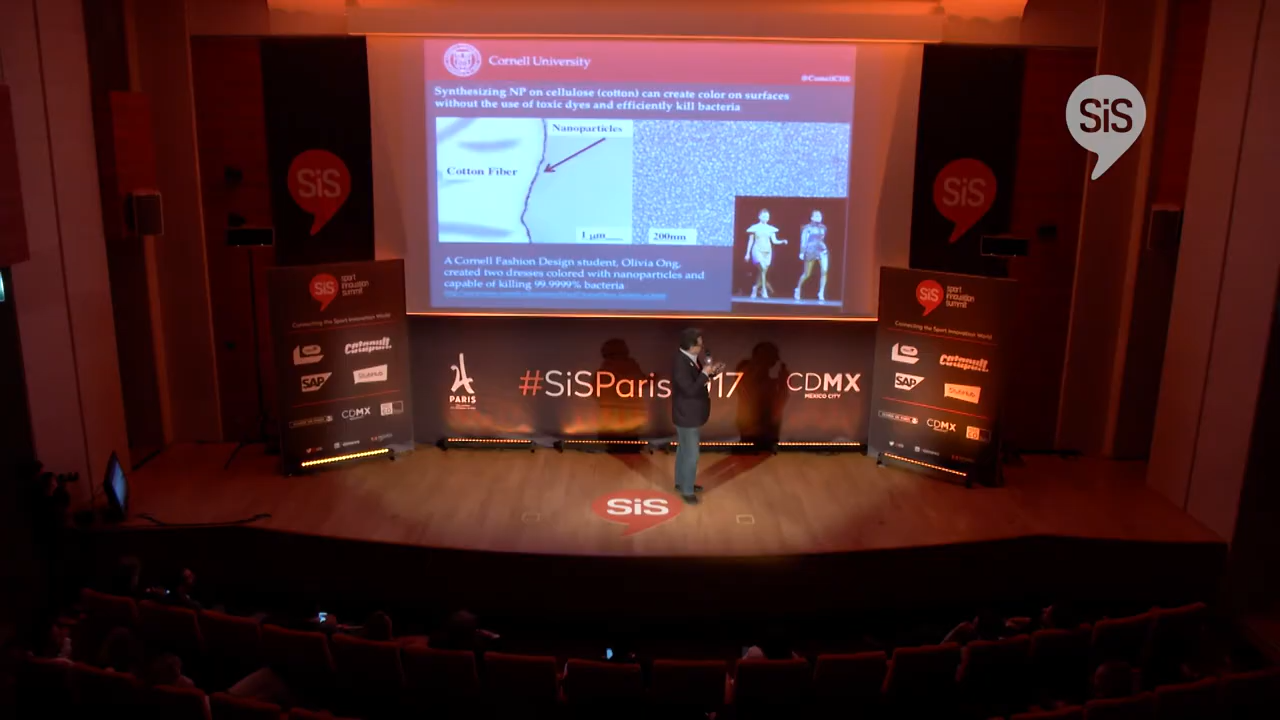 Cornell University
Synthesizing NP on cellulose (cotton) can create color on surfaces
without the use of toxic dyes and efficiently kill bacteria
Nanoparticles
Cotton Fiber
1 µm
200nm
A Cornell Fashion Design student, Olivia Ong,
created two dresses colored with nanoparticles and
capable of killing 99.9999% bacteria
SiS
SiS
SiS
SiS
sport
innovation
summit
Connecting the Sport Innovation World
Catapult
SAP
CDMX
PARIS
#SiSParis 17
CDMX
MEXICO CITY
SiS
sport
innovation
summit
Connecting the Sport Innovation World
Catapult
SAP
CDMX
SiS